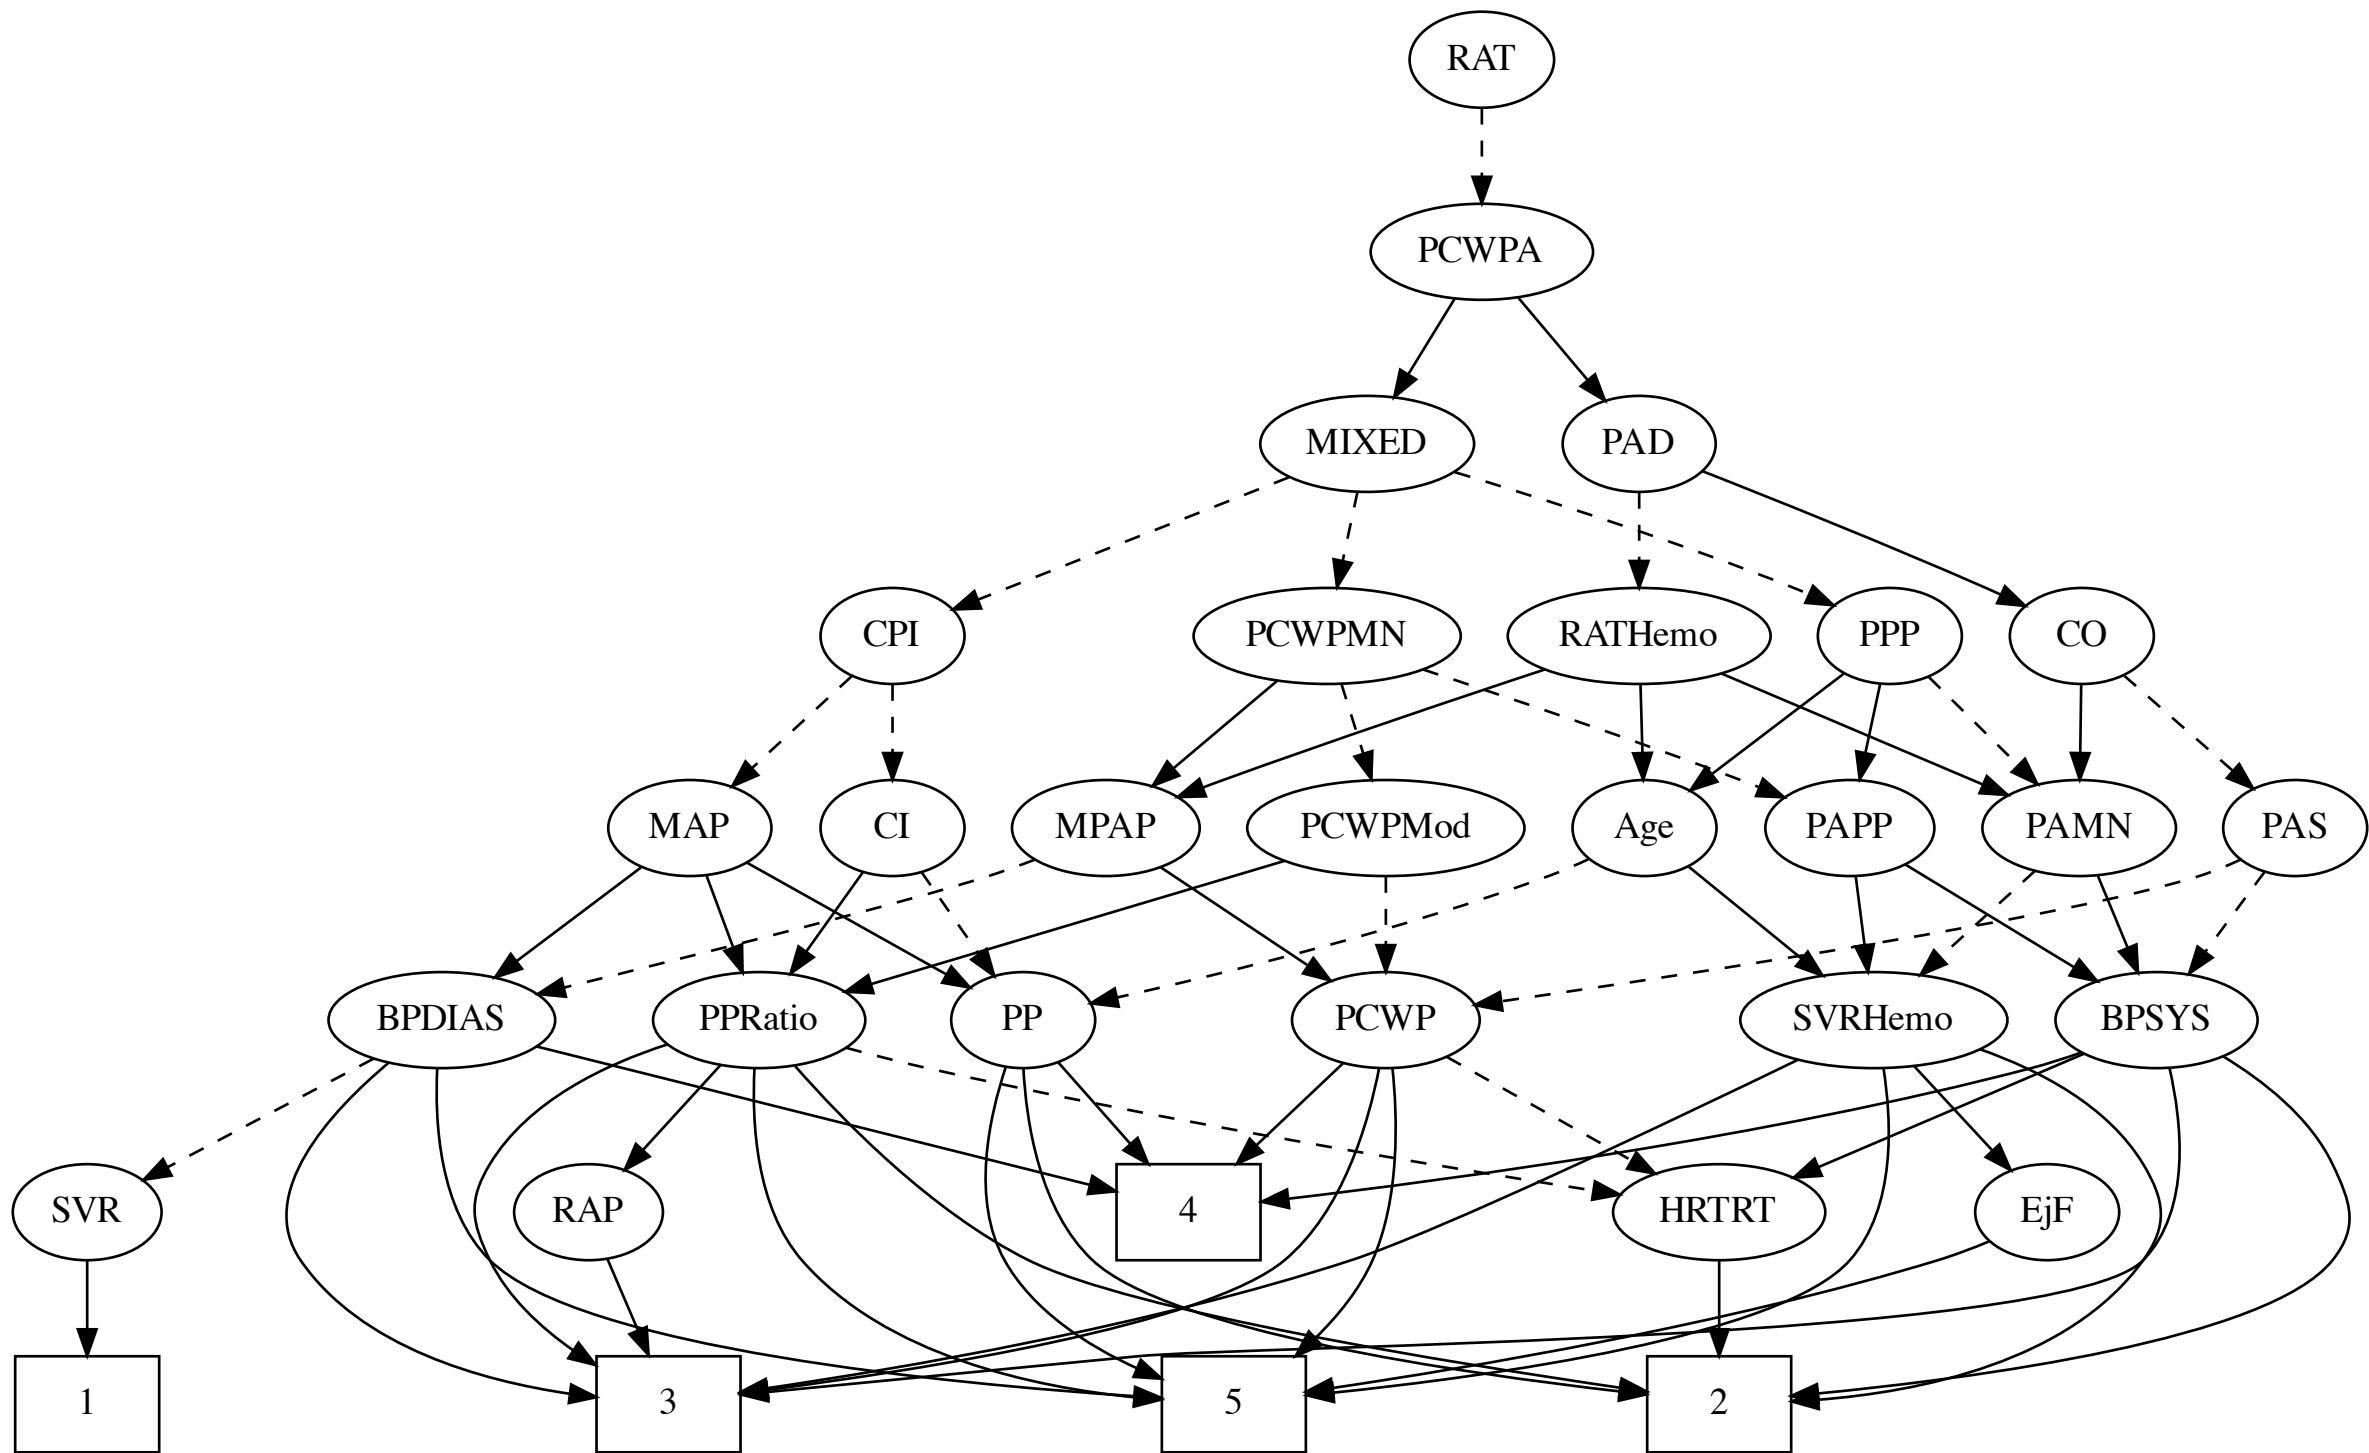 RAT
PCWPA
MIXED
PAD
CPI
PCWPMN
RATHemo
PPP
CO
MAP
CI
MPAP
PCWPMod
Age
PAPP
PAMN
PAS
BPDIAS
PPRatio
PP
PCWP
SVRHemo
BPSYS
SVR
RAP
4
HRTRT
EjF
1
3
5
2